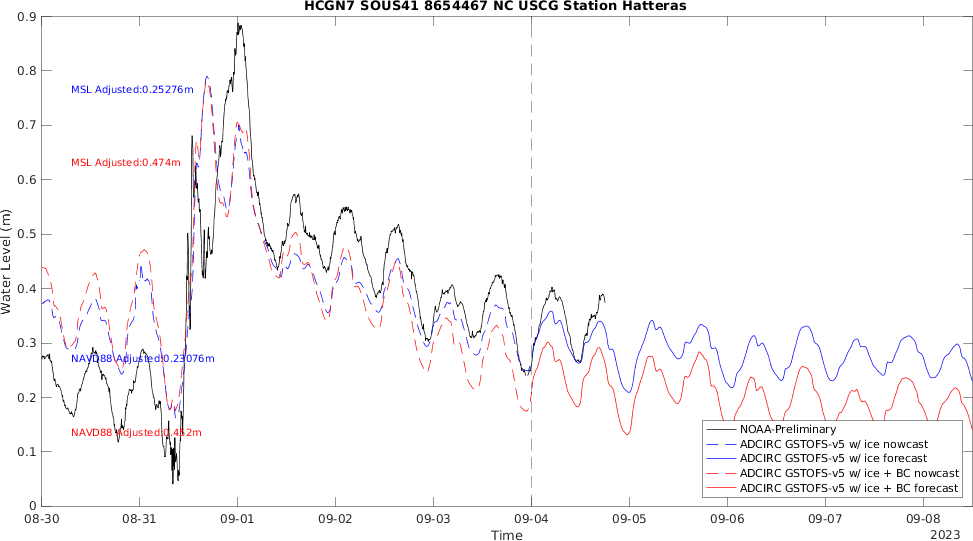 HCGN7 SOUS41 8654467 NC USCG Station Hatteras
0.9
0.8
0.7
0.6
0.5
0.4
0.3
0.2
0.1
0
Water Level (m)
MSL Adjusted:0.25276m
MSL Adjusted:0.474m
NAVD88 Adjusted:0.23076m
NAVD88 Adjusted:0.452m
NOAA-Preliminary
ADCIRC GSTOFS-v5 w/ ice nowcast
ADCIRC GSTOFS-v5 w/ ice forecast
ADCIRC GSTOFS-v5 w/ ice + BC nowcast
ADCIRC GSTOFS-v5 w/ ice + BC forecast
08-30 08-31 09-01 09-02 09-03 09-04 09-05 09-06 09-07 09-08
Time
2023